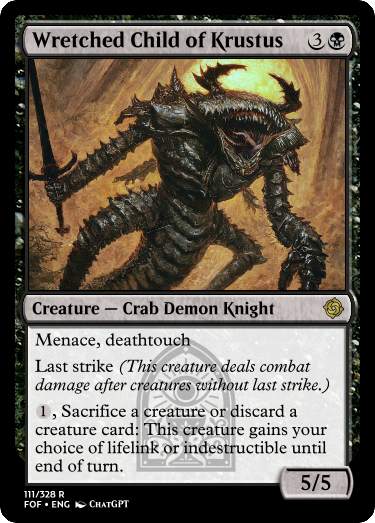 Wretched Child of Krustus 3
Creature — Crab Demon Knight
Menace, deathtouch
Last strike (This creature deals combat
damage after creatures without last strike.)
1 , Sacrifice a creature or discard a
creature card: This creature gains your
choice of lifelink or indestructible until
end of turn.
5/5
111/328 R
FOF • ENG ChatGPT